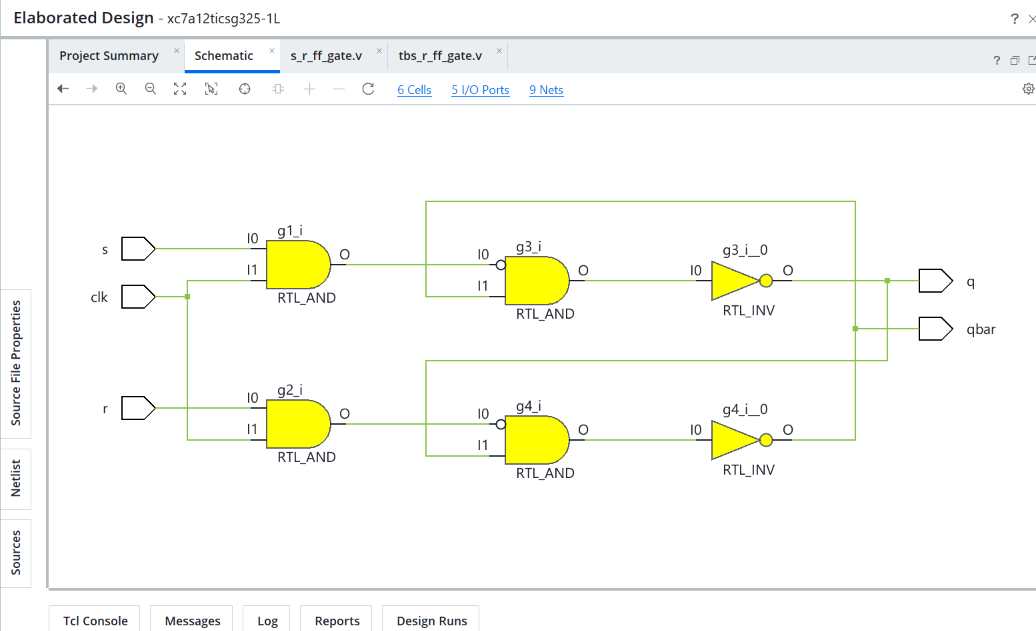 Elaborated Design - xc7a12ticsg325-1L
Project Summary
Schematic
s_r_ff_gate.v
tbs_r_ff_gate.v
6 Cells
5 I/O Ports
9 Nets
Source File Properties
Netlist
Sources
g1_i
s
I0
I1
O
RTL_AND
clk
g3_i
I0
I1
O
RTL_AND
g3_i__0
I0
O
RTL_INV
q
qbar
g2_i
r
I0
I1
O
RTL_AND
g4_i
I0
I1
O
RTL_AND
g4_i__0
I0
O
RTL_INV
Tcl Console
Messages
Log
Reports
Design Runs